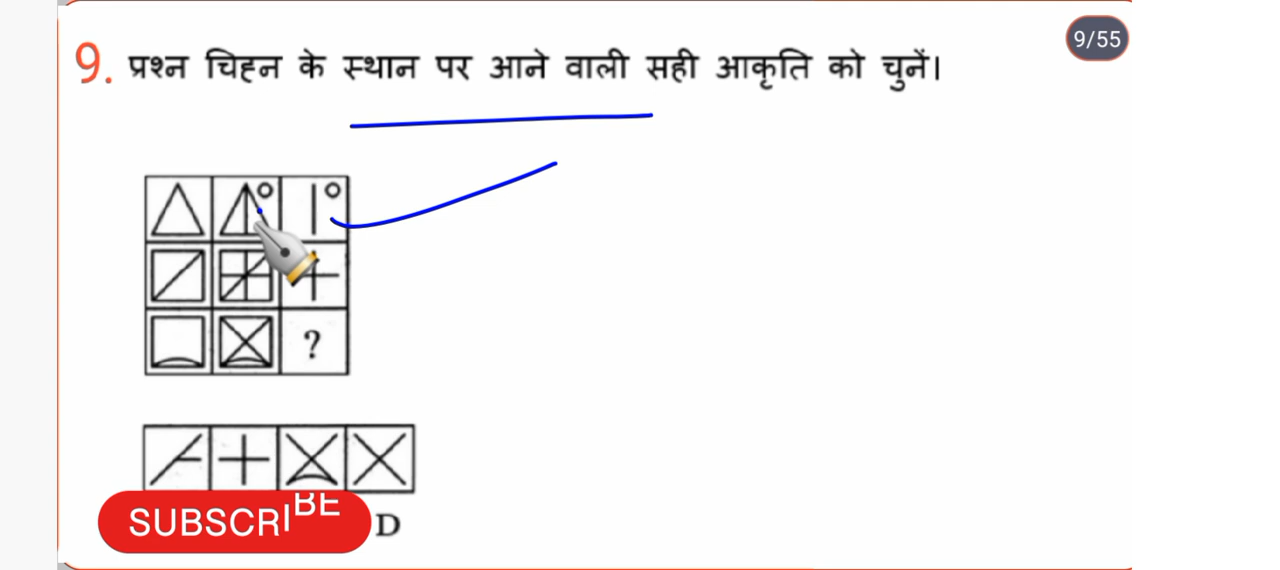 9/55
9. प्रश्न चिह्न के स्थान पर आने वाली सही आकृति को चुनें।
?
SUBSCRIBE
D